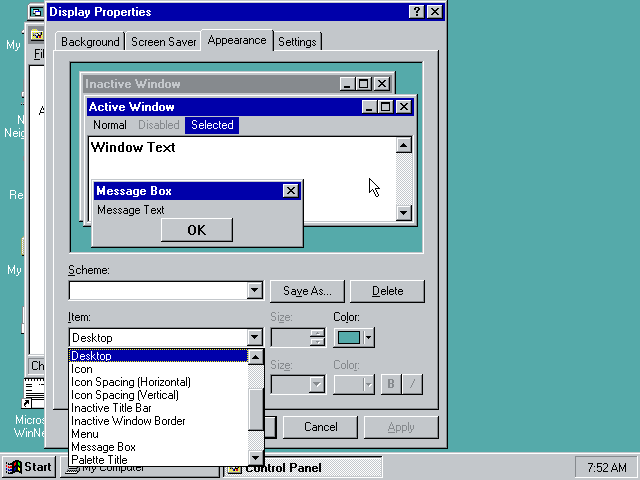 Display Properties
Background
Screen Saver
Appearance
Settings
Inactive Window
Active Window
Normal
Disabled
Selected
Window Text
Message Box
Message Text
OK
Scheme:
Save As...
Delete
Item:
Size:
Color:
Desktop
Desktop
Icon
Icon Spacing (Horizontal)
Icon Spacing (Vertical)
Inactive Title Bar
Inactive Window Border
Menu
Message Box
Palette Title
Size:
Color:
B
/
Cancel
Apply
My
Fil
A
N
Neig
Re
My
Ch
Micros
WinNe
Start
My Computer
Control Panel
7:52 AM